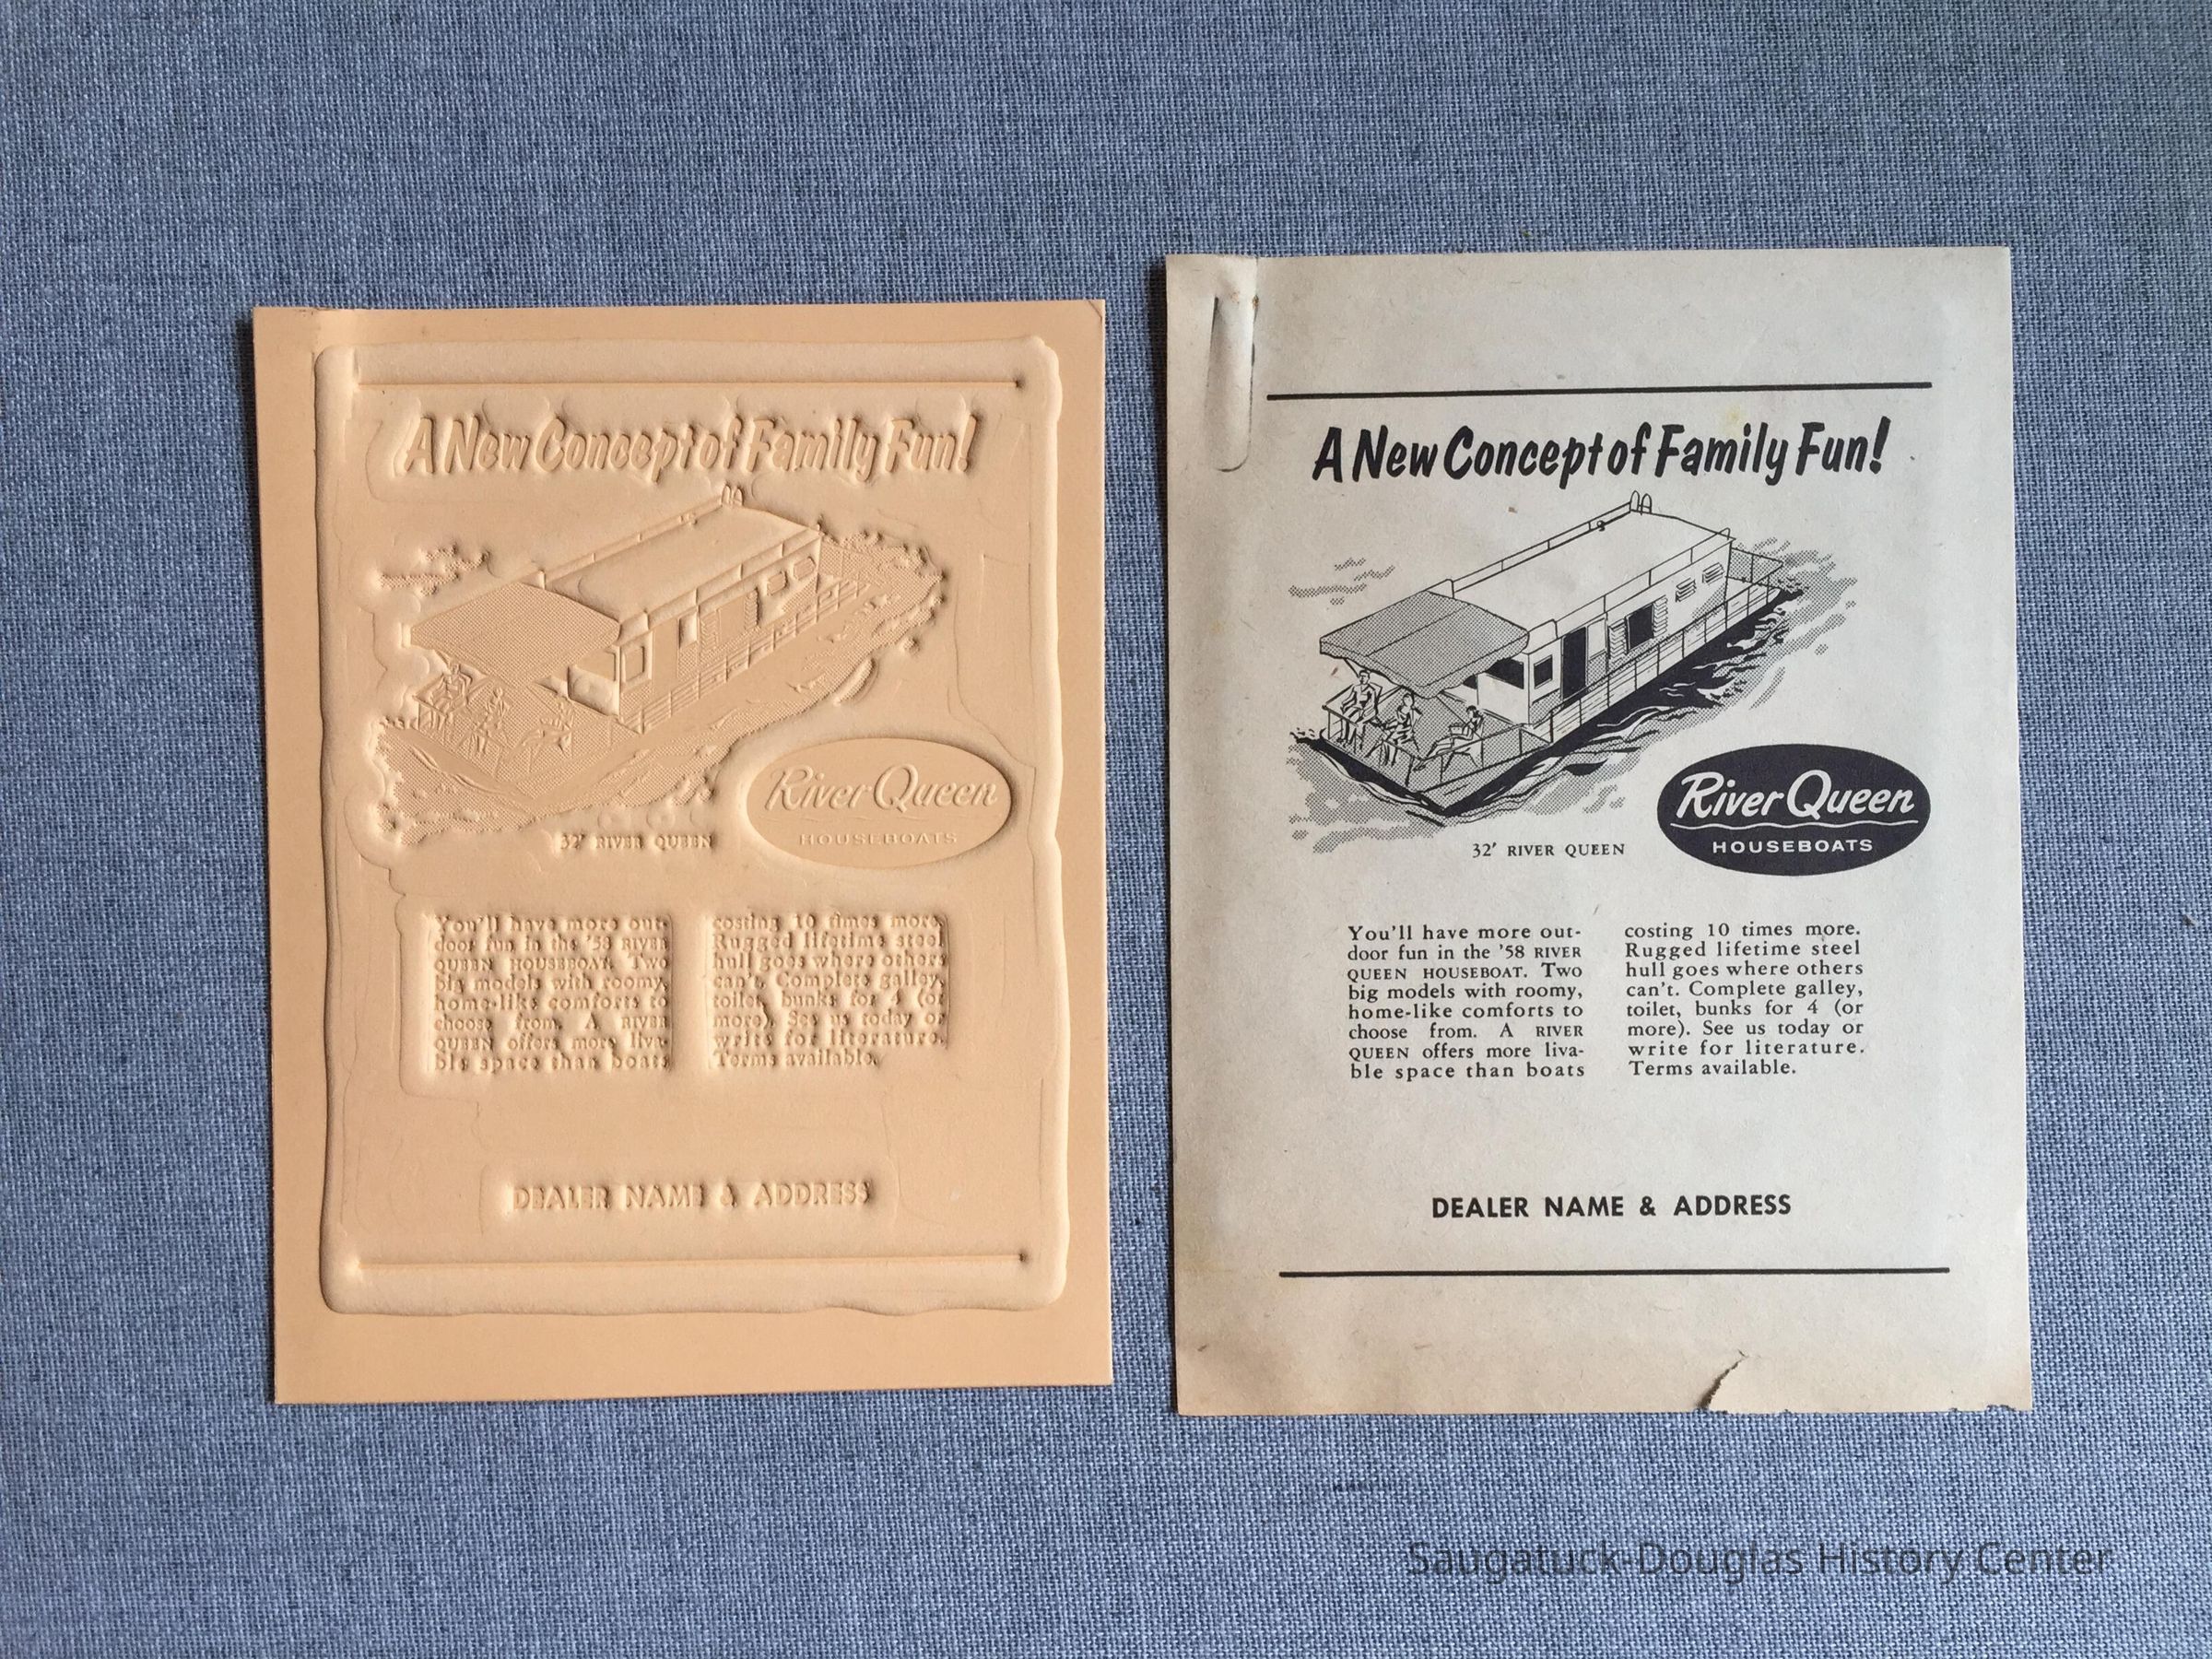 A New Concept of Family Fun!
River Queen
HOUSEBOATS
32' RIVER QUEEN
You'll have more out-
door fun in the '58 RIVER
QUEEN HOUSEBOAT. Two
big models with roomy,
home-like comforts to
choose from. A RIVER
QUEEN offers more liva-
ble space than boats
costing 10 times more.
Rugged lifetime steel
hull goes where others
can't. Complete galley,
toilet, bunks for 4 (or
more). See us today or
write for literature.
Terms available.
DEALER NAME & ADDRESS
A New Concept of Family Fun!
River Queen
HOUSEBOATS
32' RIVER QUEEN
You'll have more out-
door fun in the '58 RIVER
QUEEN HOUSEBOAT. Two
big models with roomy,
home-like comforts to
choose from. A RIVER
QUEEN offers more liva-
ble space than boats
costing 10 times more.
Rugged lifetime steel
hull goes where others
can't. Complete galley,
toilet, bunks for 4 (or
more). See us today or
write for literature.
Terms available.
DEALER NAME & ADDRESS
Saugatuck-Douglas History Center